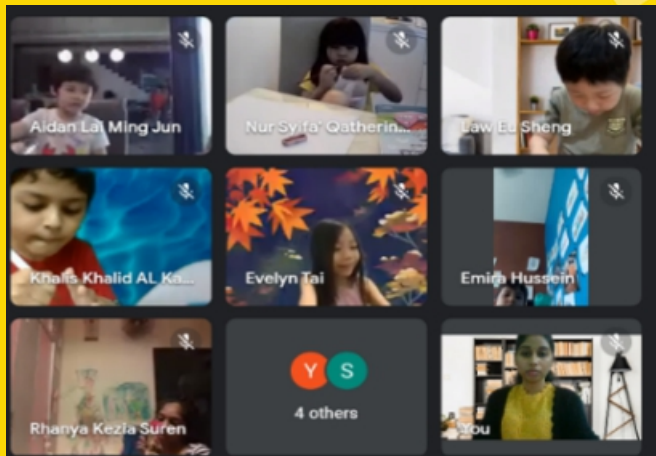 Aidan Lai Ming Jun
Nur Syifa' Qatherin...
Law Eu Sheng
Khalis Khalid AL Ka...
Evelyn Tai
Emira Hussein
Rhanya Kezia Suren
Y S
4 others
You